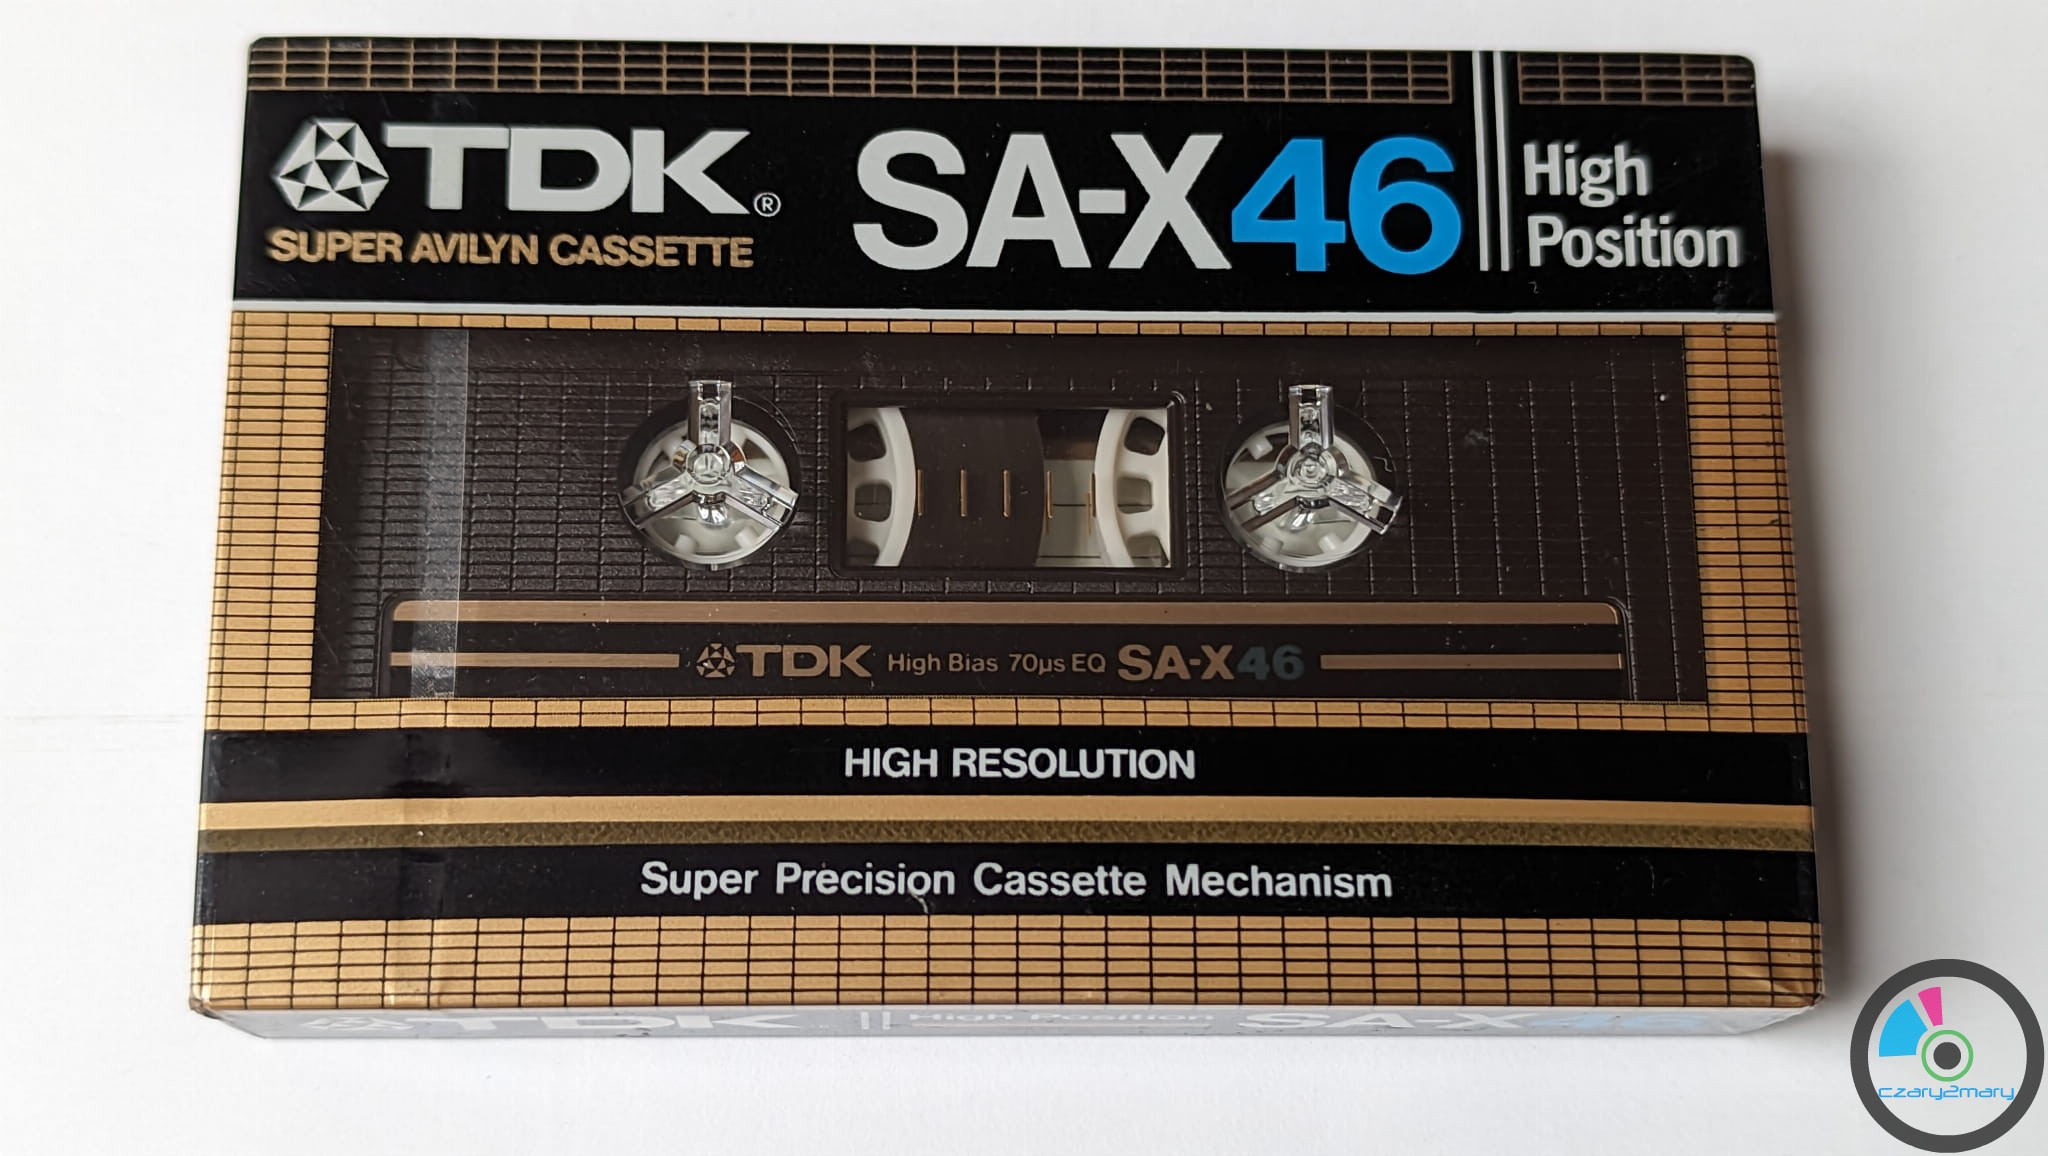 TDK®
SUPER AVILYN CASSETTE
SA-X46
High
Position
TDK High Bias 70µs EQ SA-X46
HIGH RESOLUTION
Super Precision Cassette Mechanism
TDK High Position SA-X46
czary2mary